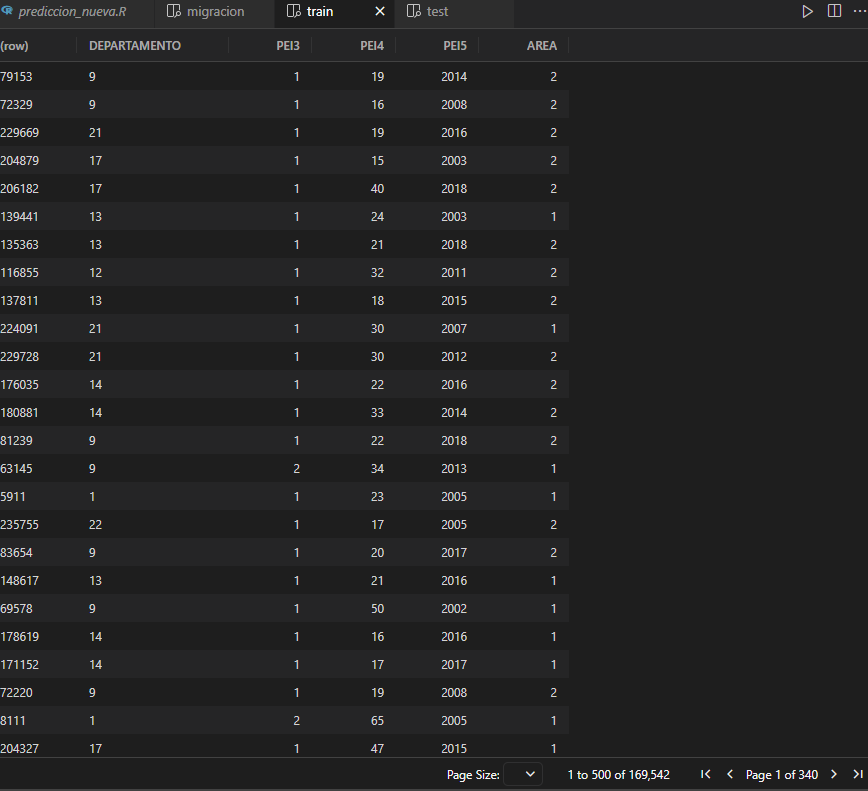 prediccion_nueva.R migracion train test
(row) DEPARTAMENTO PEI3 PEI4 PEI5 AREA
79153 9 1 19 2014 2
72329 9 1 16 2008 2
229669 21 1 19 2016 2
204879 17 1 15 2003 2
206182 17 1 40 2018 2
139441 13 1 24 2003 1
135363 13 1 21 2018 2
116855 12 1 32 2011 2
137811 13 1 18 2015 2
224091 21 1 30 2007 1
229728 21 1 30 2012 2
176035 14 1 22 2016 2
180881 14 1 33 2014 2
81239 9 1 22 2018 2
63145 9 2 34 2013 1
5911 1 1 23 2005 1
235755 22 1 17 2005 2
83654 9 1 20 2017 2
148617 13 1 21 2016 1
69578 9 1 50 2002 1
178619 14 1 16 2016 1
171152 14 1 17 2017 1
72220 9 1 19 2008 2
8111 1 2 65 2005 1
204327 17 1 47 2015 1
Page Size: 1 to 500 of 169,542 Page 1 of 340